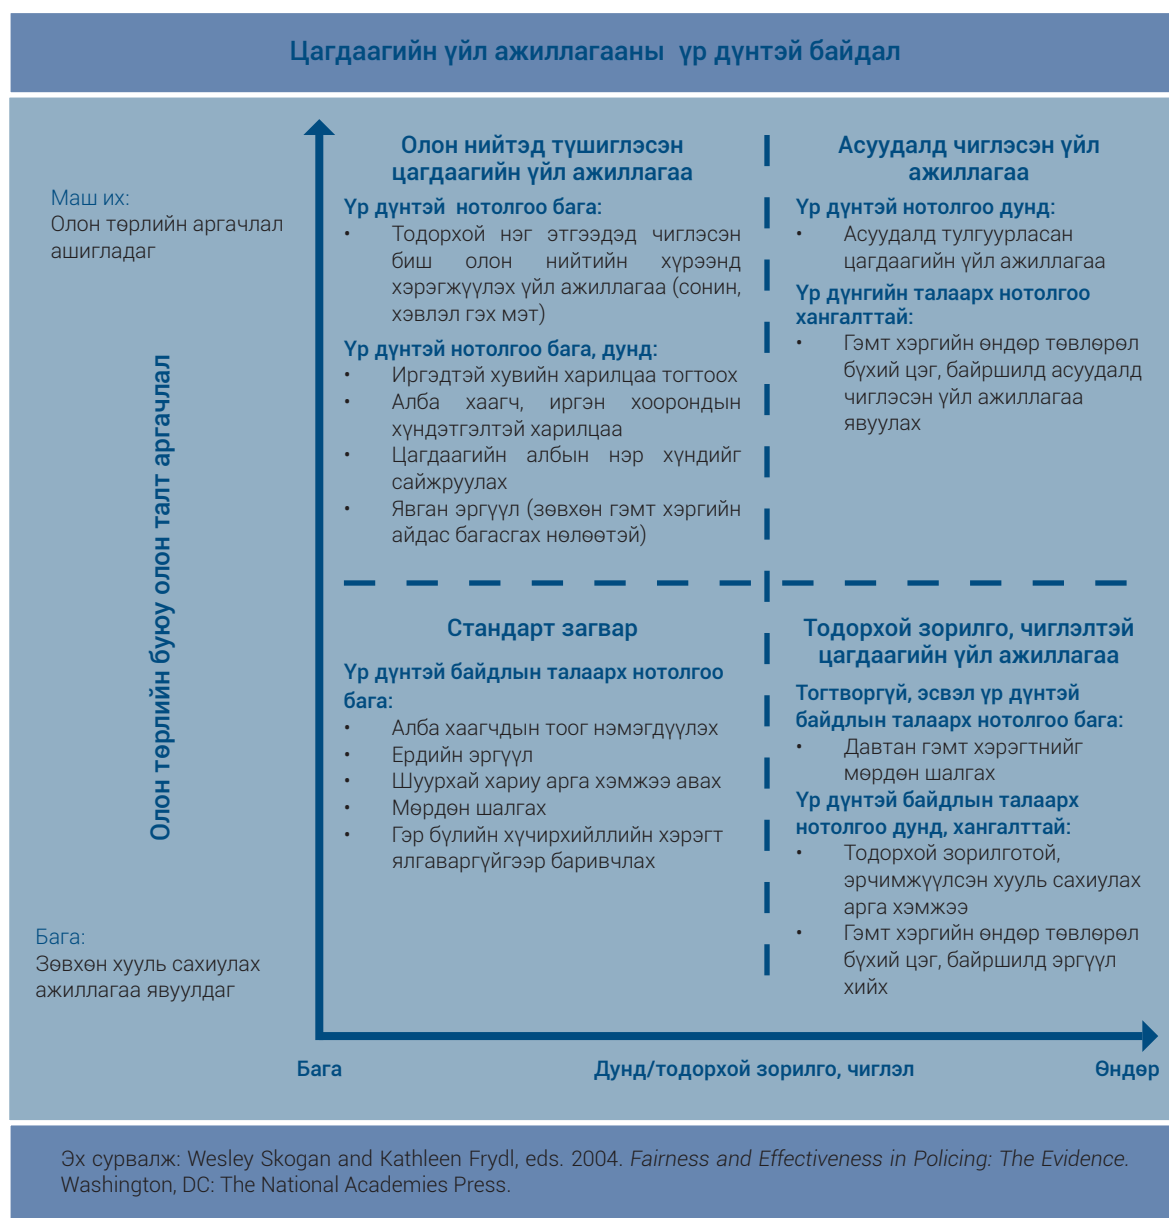 Цагдаагийн үйл ажиллагааны үр дүнтэй байдал
Маш их:
Олон төрлийн аргачлал
ашигладаг
Олон төрлийн буюу олон талт аргачлал
Бага:
Зөвхөн хууль сахиулах
ажиллагаа явуулдаг
Олон нийтэд түшиглэсэн
цагдаагийн үйл ажиллагаа
Үр дүнтэй нотолгоо бага:
• Тодорхой нэг этгээдэд чиглэсэн
биш олон нийтийн хүрээнд
хэрэгжүүлэх үйл ажиллагаа (сонин,
хэвлэл гэх мэт)
Үр дүнтэй нотолгоо бага, дунд:
• Иргэдтэй хувийн харилцаа тогтоох
• Алба хаагч, иргэн хоорондын
хүндэтгэлтэй харилцаа
• Цагдаагийн албын нэр хүндийг
сайжруулах
• Явган эргүүл (зөвхөн гэмт хэргийн
айдас багасгах нөлөөтэй)
Асуудалд чиглэсэн үйл
ажиллагаа
Үр дүнтэй нотолгоо дунд:
• Асуудалд тулгуурласан
цагдаагийн үйл ажиллагаа
Үр дүнгийн талаарх нотолгоо
хангалттай:
• Гэмт хэргийн өндөр төвлөрөл
бүхий цэг, байршилд асуудалд
чиглэсэн үйл ажиллагаа
явуулах
Стандарт загвар
Үр дүнтэй байдлын талаарх нотолгоо
бага:
• Алба хаагчдын тоог нэмэгдүүлэх
• Ердийн эргүүл
• Шуурхай хариу арга хэмжээ авах
• Мөрдөн шалгах
• Гэр бүлийн хүчирхийллийн хэрэгт
ялгаваргүйгээр баривчлах
Тодорхой зорилго, чиглэлтэй
цагдаагийн үйл ажиллагаа
Тогтворгүй, эсвэл үр дүнтэй
байдлын талаарх нотолгоо бага:
• Давтан гэмт хэрэгтнийг
мөрдөн шалгах
Үр дүнтэй байдлын талаарх
нотолгоо дунд, хангалттай:
• Тодорхой зорилготой,
эрчимжүүлсэн хууль сахиулах
арга хэмжээ
• Гэмт хэргийн өндөр төвлөрөл
бүхий цэг, байршилд эргүүл
хийх
Бага Дунд/тодорхой зорилго, чиглэл Өндөр
Эх сурвалж: Wesley Skogan and Kathleen Frydl, eds. 2004. Fairness and Effectiveness in Policing: The Evidence.
Washington, DC: The National Academies Press.